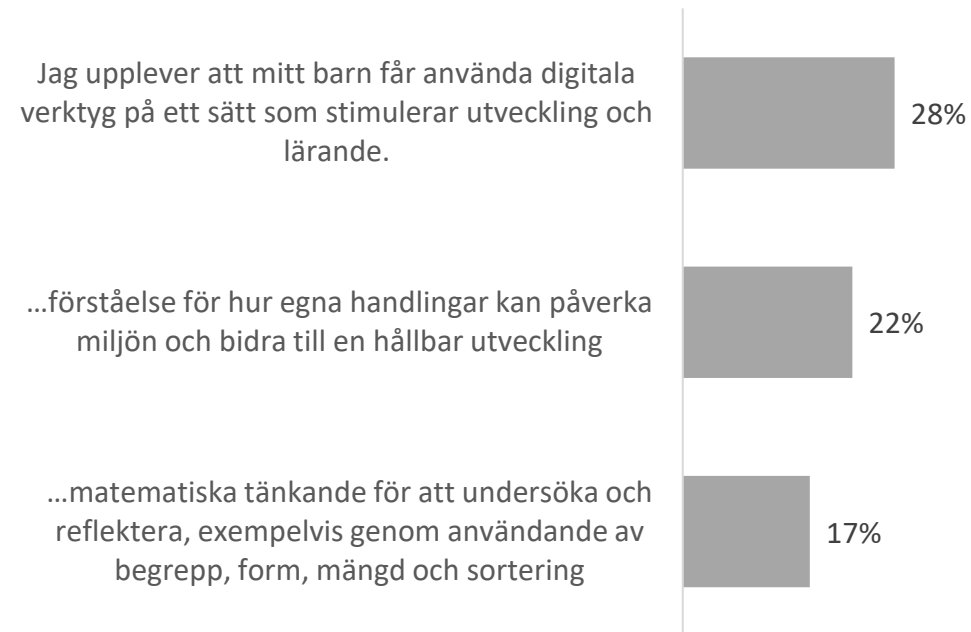 Jag upplever att mitt barn får använda digitala
verktyg på ett sätt som stimulerar utveckling och
lärande.
28%
…förståelse för hur egna handlingar kan påverka
miljön och bidra till en hållbar utveckling
22%
…matematiska tänkande för att undersöka och
reflektera, exempelvis genom användande av
begrepp, form, mängd och sortering
17%